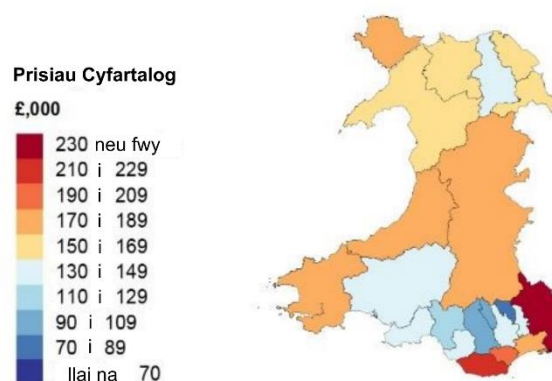 Prisiau Cyfartalog
£,000
230 neu fwy
210 i 229
190 i 209
170 i 189
150 i 169
130 i 149
110 i 129
90 i 109
70 i 89
llai na 70